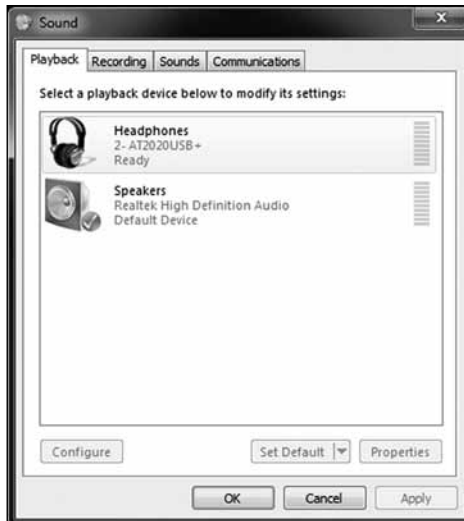 Sound
X
Playback Recording Sounds Communications
Select a playback device below to modify its settings:
Headphones
2- AT2020USB+
Ready
Speakers
Realtek High Definition Audio
Default Device
Configure Set Default Properties
OK Cancel Apply